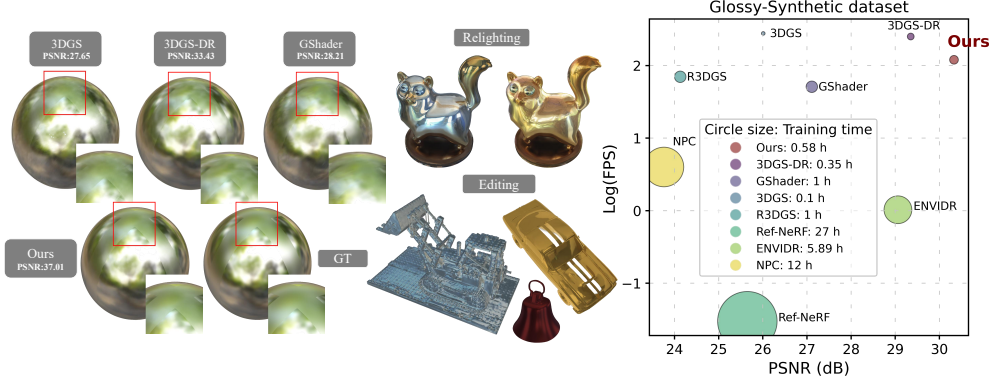 3DGS
PSNR:27.65
3DGS-DR
PSNR:33.43
GShader
PSNR:28.21
Ours
PSNR:37.01
GT
Relighting
Editing
Glossy-Synthetic dataset
3DGS
3DGS-DR
Ours
R3DGS
GShader
NPC
ENVIDR
Ref-NeRF
Circle size: Training time
Ours: 0.58 h
3DGS-DR: 0.35 h
GShader: 1 h
3DGS: 0.1 h
R3DGS: 1 h
Ref-NeRF: 27 h
ENVIDR: 5.89 h
NPC: 12 h
Log(FPS)
2
1
0
−1
24 25 26 27 28 29 30
PSNR (dB)